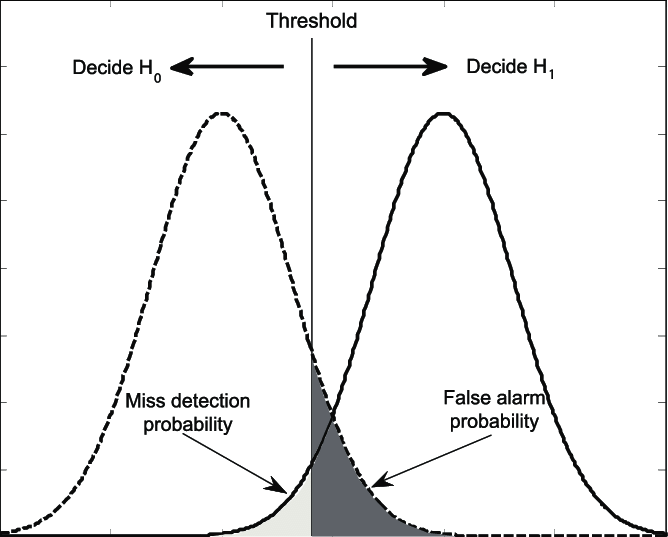 Threshold
Decide H0
Decide H1
Miss detection
probability
False alarm
probability